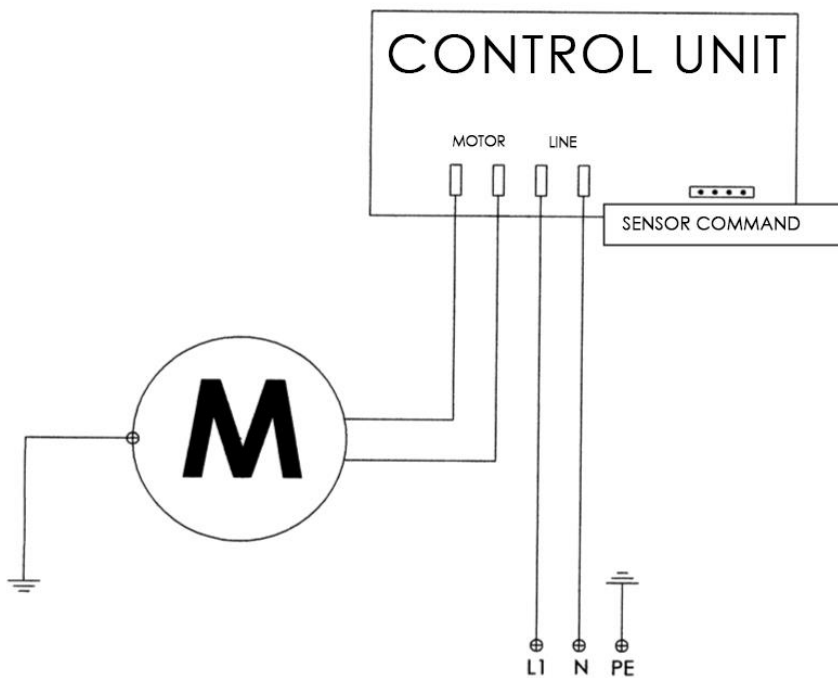 CONTROL UNIT
MOTOR LINE
SENSOR COMMAND
M
L1 N PE